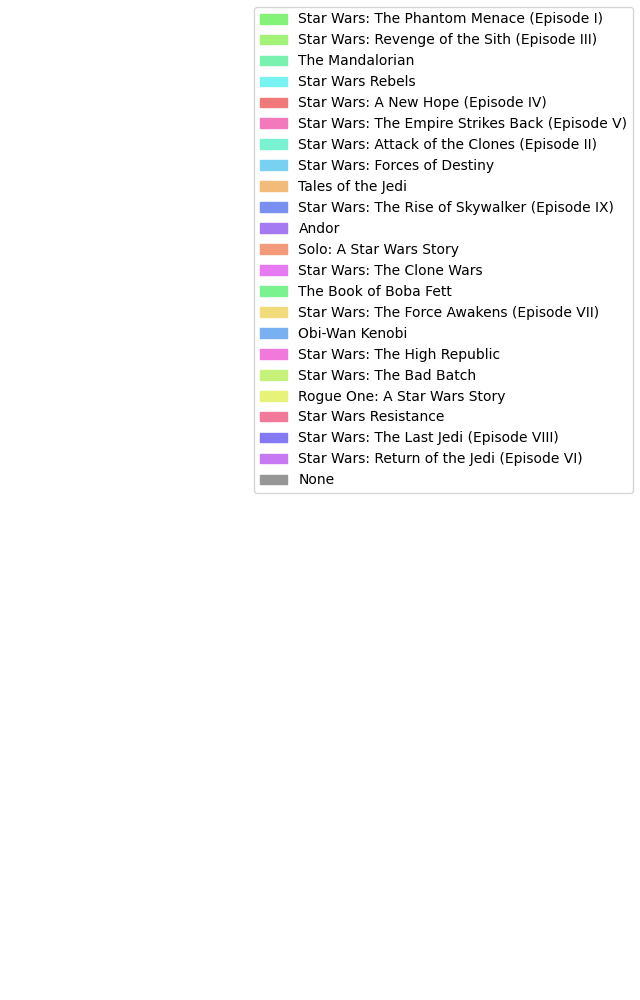 Star Wars: The Phantom Menace (Episode I)
Star Wars: Revenge of the Sith (Episode III)
The Mandalorian
Star Wars Rebels
Star Wars: A New Hope (Episode IV)
Star Wars: The Empire Strikes Back (Episode V)
Star Wars: Attack of the Clones (Episode II)
Star Wars: Forces of Destiny
Tales of the Jedi
Star Wars: The Rise of Skywalker (Episode IX)
Andor
Solo: A Star Wars Story
Star Wars: The Clone Wars
The Book of Boba Fett
Star Wars: The Force Awakens (Episode VII)
Obi-Wan Kenobi
Star Wars: The High Republic
Star Wars: The Bad Batch
Rogue One: A Star Wars Story
Star Wars Resistance
Star Wars: The Last Jedi (Episode VIII)
Star Wars: Return of the Jedi (Episode VI)
None